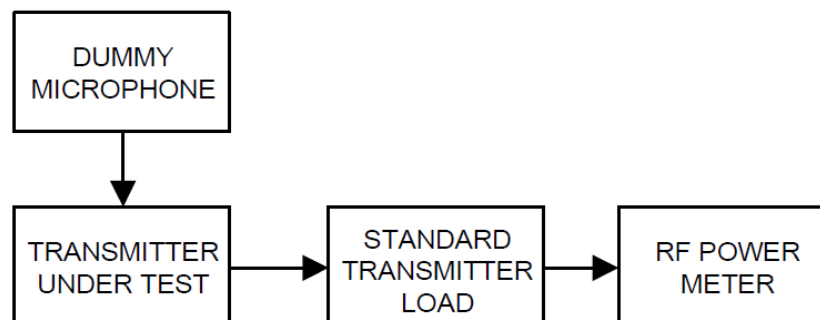 DUMMY
MICROPHONE
TRANSMITTER
UNDER TEST
STANDARD
TRANSMITTER
LOAD
RF POWER
METER